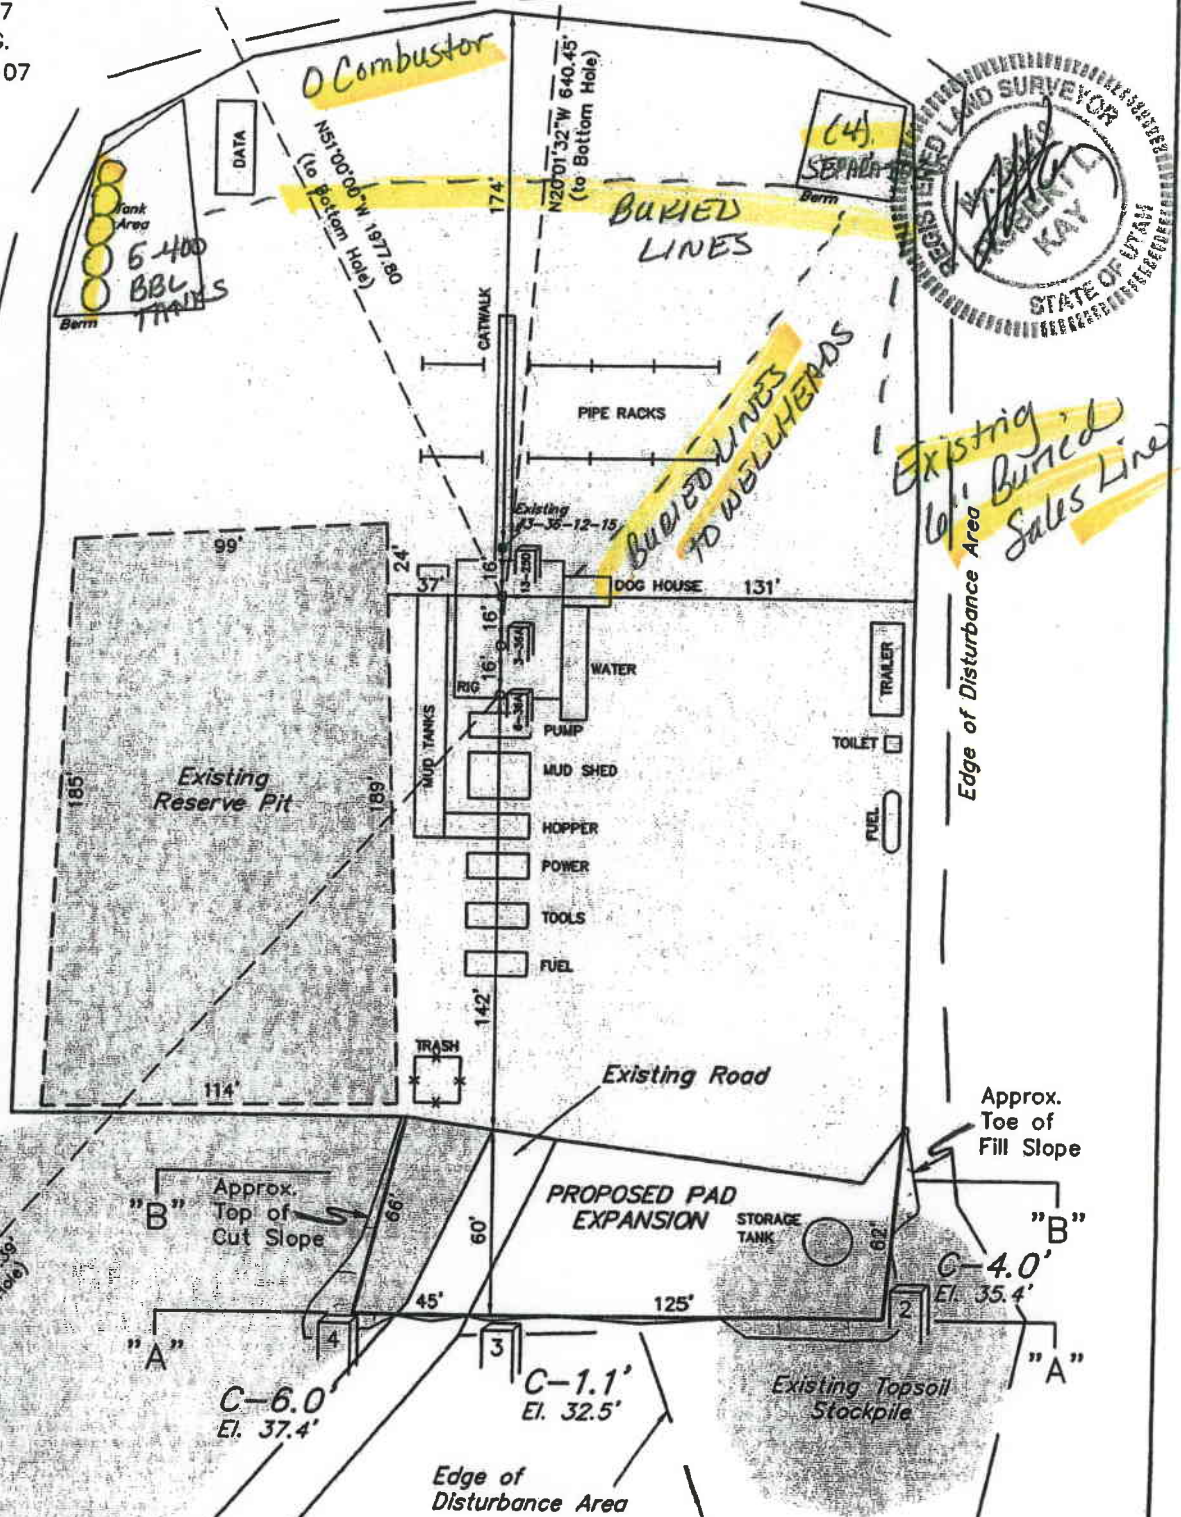 7
07
O Combustor
DATA
N51°00'00"W 1977.80
(to Bottom Hole)
N20°01'32"W 640.45'
(to Bottom Hole)
174'
(4)
Berm
REGISTERED LAND SURVEYOR
KAY
STATE OF UTAH
Tank
Area
5-400
BBL
TANKS
Berm
BURIED
LINES
CATWALK
PIPE RACKS
BURIED LINES
TO WELLHEADS
Existing
6" Buried
Sales Line
Edge of Disturbance Area
Existing
13-36-12-15
99'
24'
37'
16'
16'
16'
DOG HOUSE
131'
RIG
WATER
TRAILER
MUD TANKS
PUMP
TOILET
MUD SHED
FUEL
Existing
Reserve Pit
185'
189'
HOPPER
POWER
TOOLS
FUEL
142'
TRASH
114'
Existing Road
Approx.
Toe of
Fill Slope
"B"
Approx.
Top of
Cut Slope
66'
60'
PROPOSED PAD
EXPANSION
STORAGE
TANK
62'
"B"
C-4.0'
El. 35.4'
2
45'
125'
"A"
4
3
"A"
C-6.0'
El. 37.4'
C-1.1'
El. 32.5'
Existing Topsoil
Stockpile
Edge of
Disturbance Area